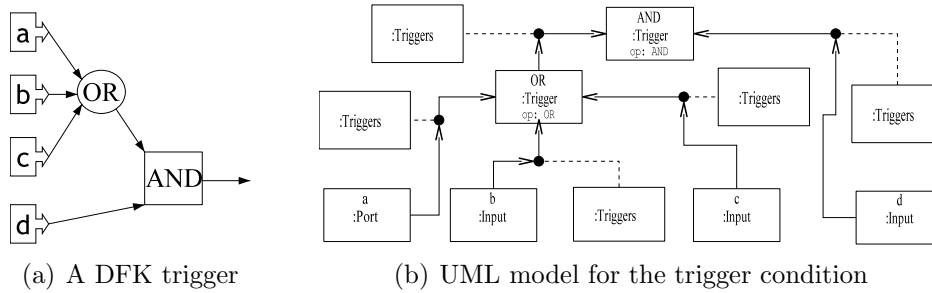 a
b
c
d
OR
AND
(a) A DFK trigger
:Triggers
AND
:Trigger
op: AND
:Triggers
OR
:Trigger
op: OR
:Triggers
:Triggers
a
:Port
b
:Input
:Triggers
c
:Input
d
:Input
(b) UML model for the trigger condition